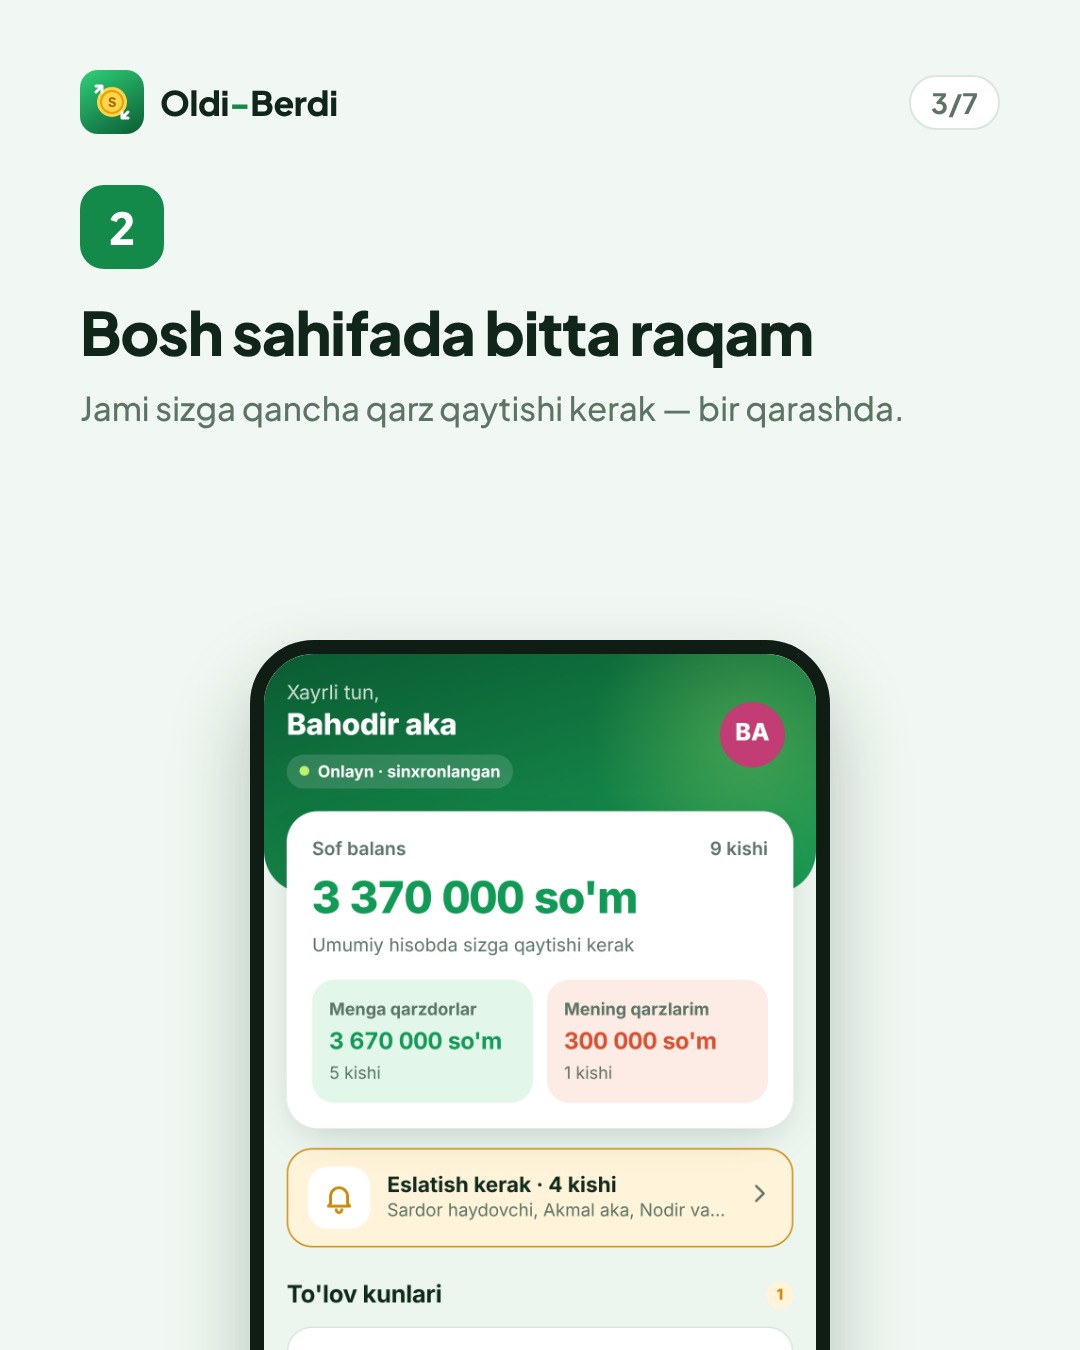 S
Oldi-Berdi
3/7
2
Bosh sahifada bitta raqam
Jami sizga qancha qarz qaytishi kerak — bir qarashda.
Xayrli tun,
Bahodir aka
BA
Onlayn · sinxronlangan
Sof balans
9 kishi
3 370 000 so'm
Umumiy hisobda sizga qaytishi kerak
Menga qarzdorlar
3 670 000 so'm
5 kishi
Mening qarzlarim
300 000 so'm
1 kishi
Eslatish kerak · 4 kishi
Sardor haydovchi, Akmal aka, Nodir va...
To'lov kunlari
1